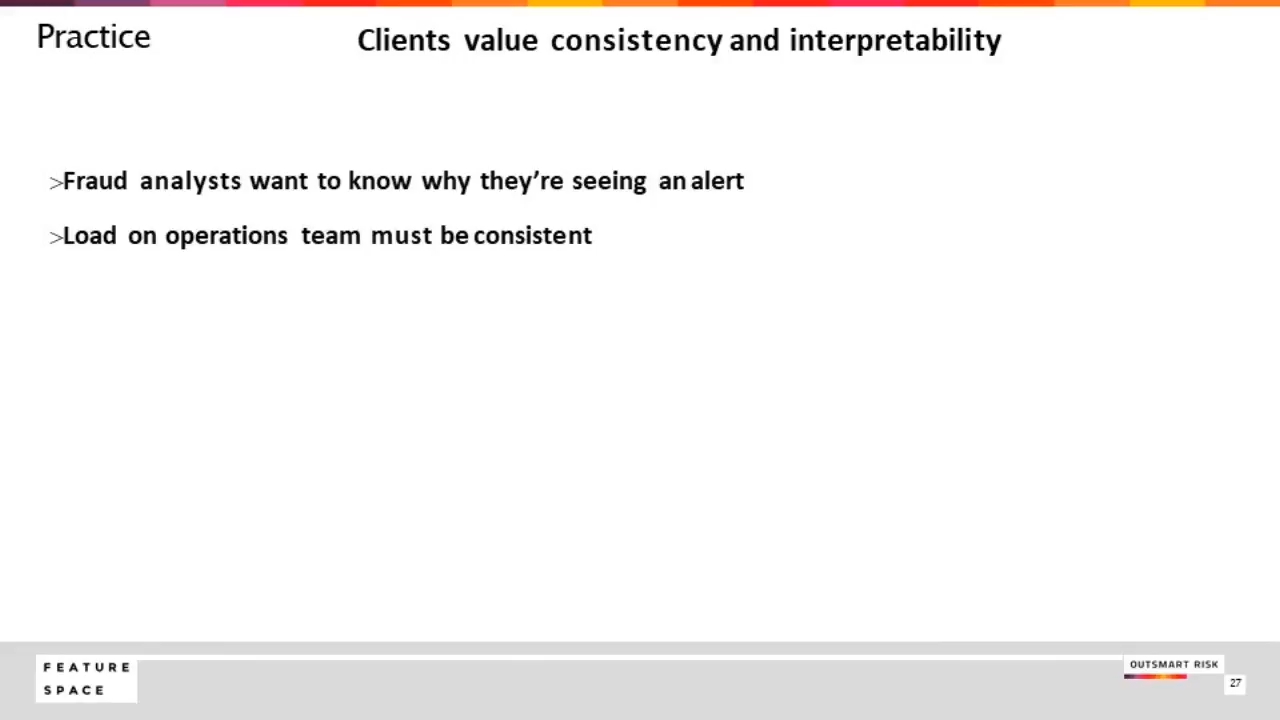 Practice
Clients value consistency and interpretability
>Fraud analysts want to know why they’re seeing an alert
>Load on operations team must be consistent
FEATURE
SPACE
OUTSMART RISK
27